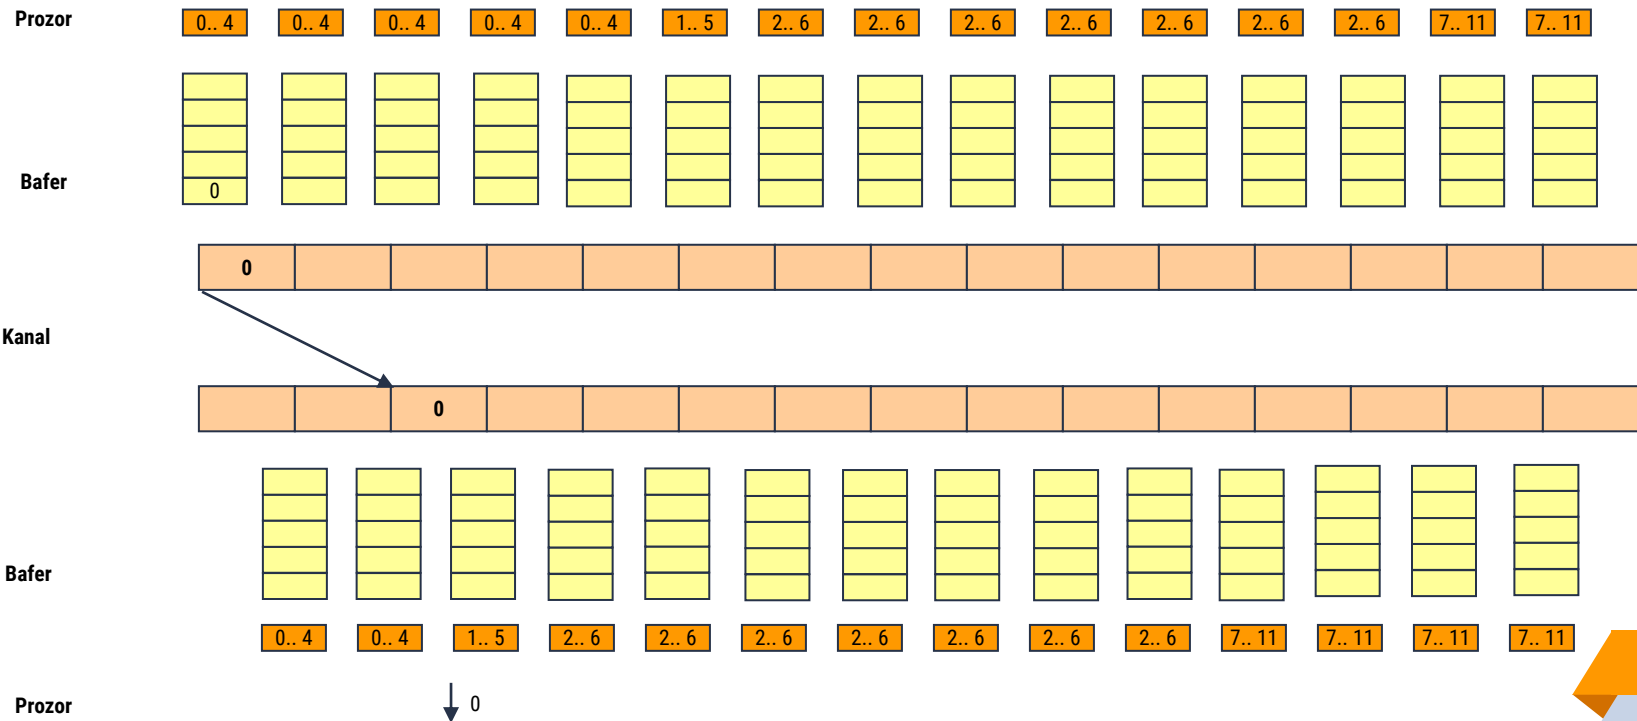 Prozor 0.. 4 0.. 4 0.. 4 0.. 4 0.. 4 1.. 5 2.. 6 2.. 6 2.. 6 2.. 6 2.. 6 2.. 6 2.. 6 7.. 11 7.. 11
Bafer
0
0
Kanal
0
Bafer
0.. 4 0.. 4 1.. 5 2.. 6 2.. 6 2.. 6 2.. 6 2.. 6 2.. 6 2.. 6 7.. 11 7.. 11 7.. 11 7.. 11
Prozor 0